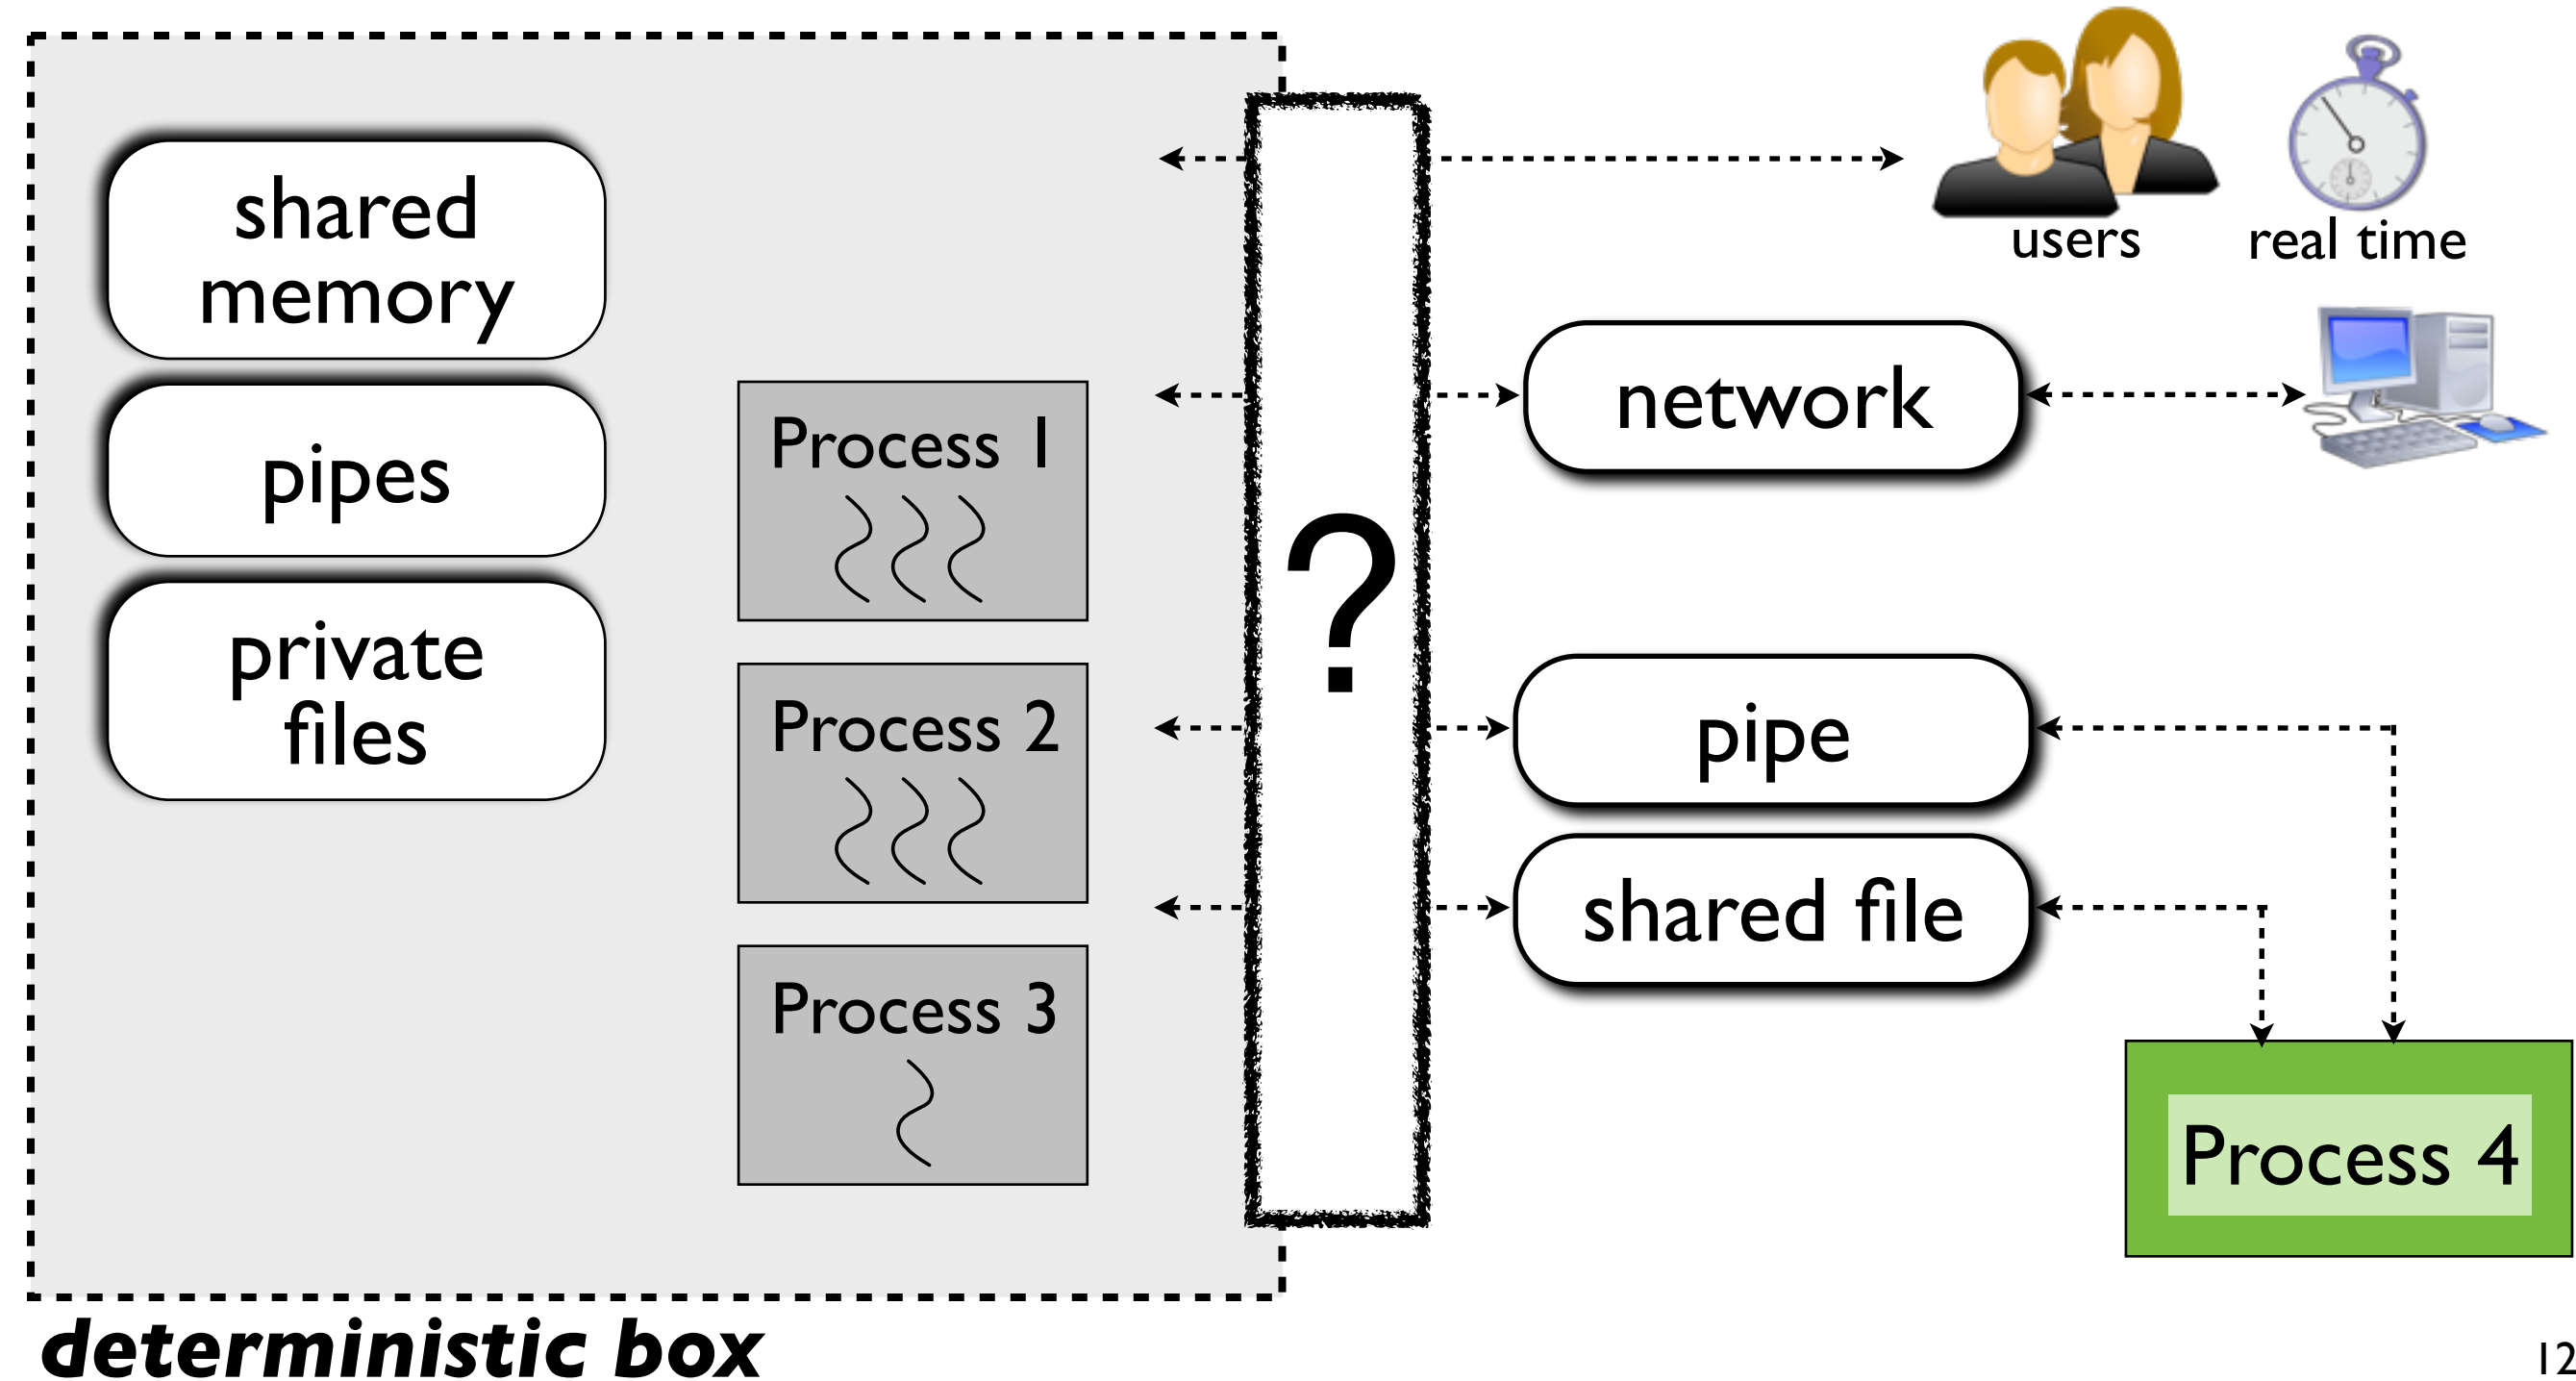 shared
memory
pipes
private
files
Process 1
Process 2
Process 3
?
users
real time
network
pipe
shared file
Process 4
deterministic box
12